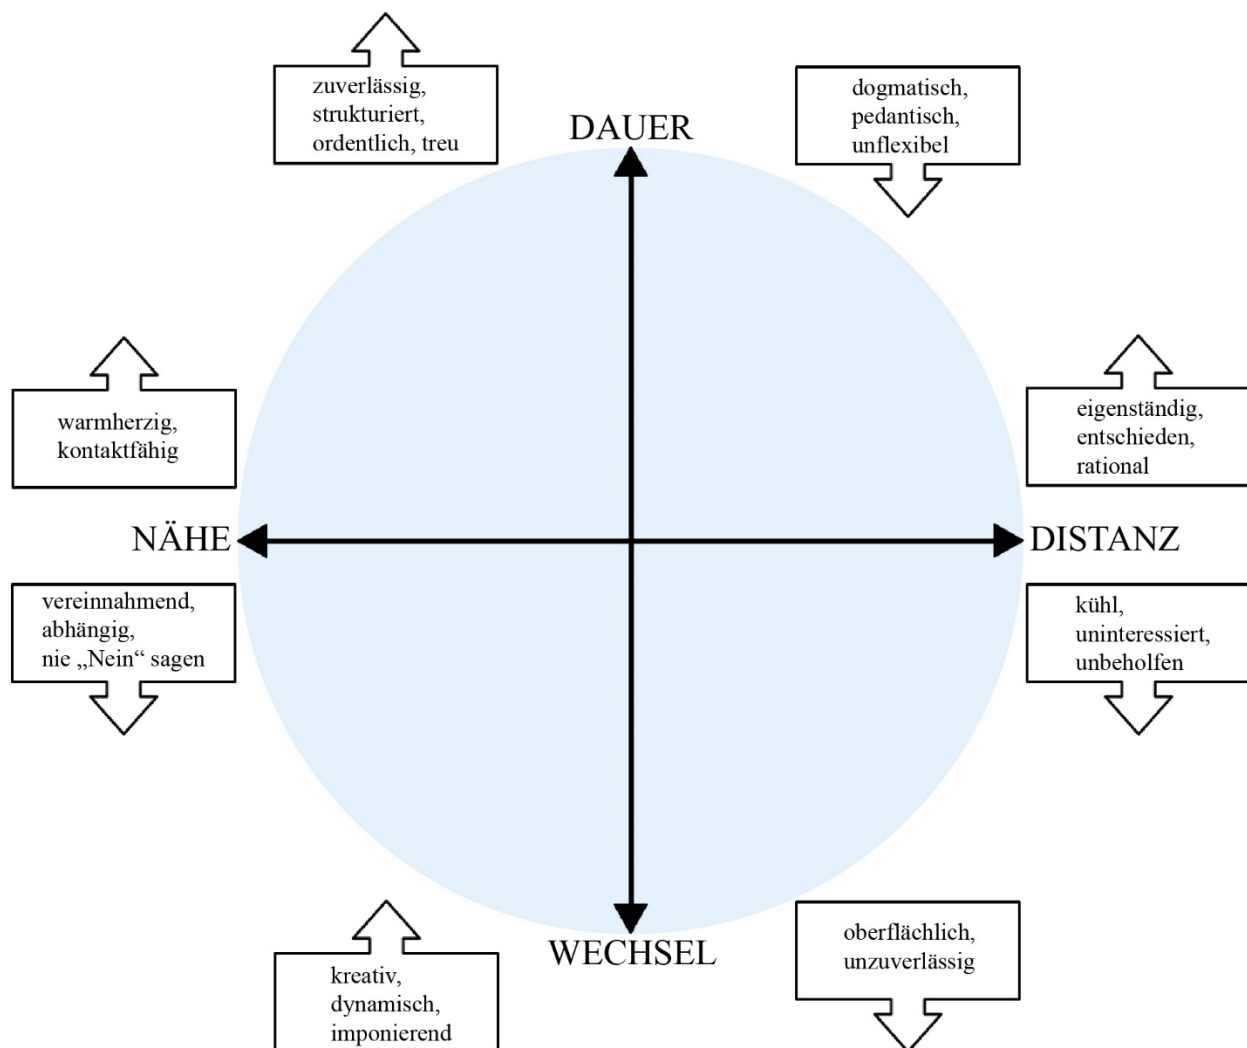 zuverlässig,
strukturiert,
ordentlich, treu
DAUER
dogmatisch,
pedantisch,
unflexibel
warmherzig,
kontaktfähig
eigenständig,
entschieden,
rational
NÄHE
DISTANZ
vereinnahmend,
abhängig,
nie „Nein“ sagen
kühl,
uninteressiert,
unbeholfen
kreativ,
dynamisch,
imponierend
WECHSEL
oberflächlich,
unzuverlässig